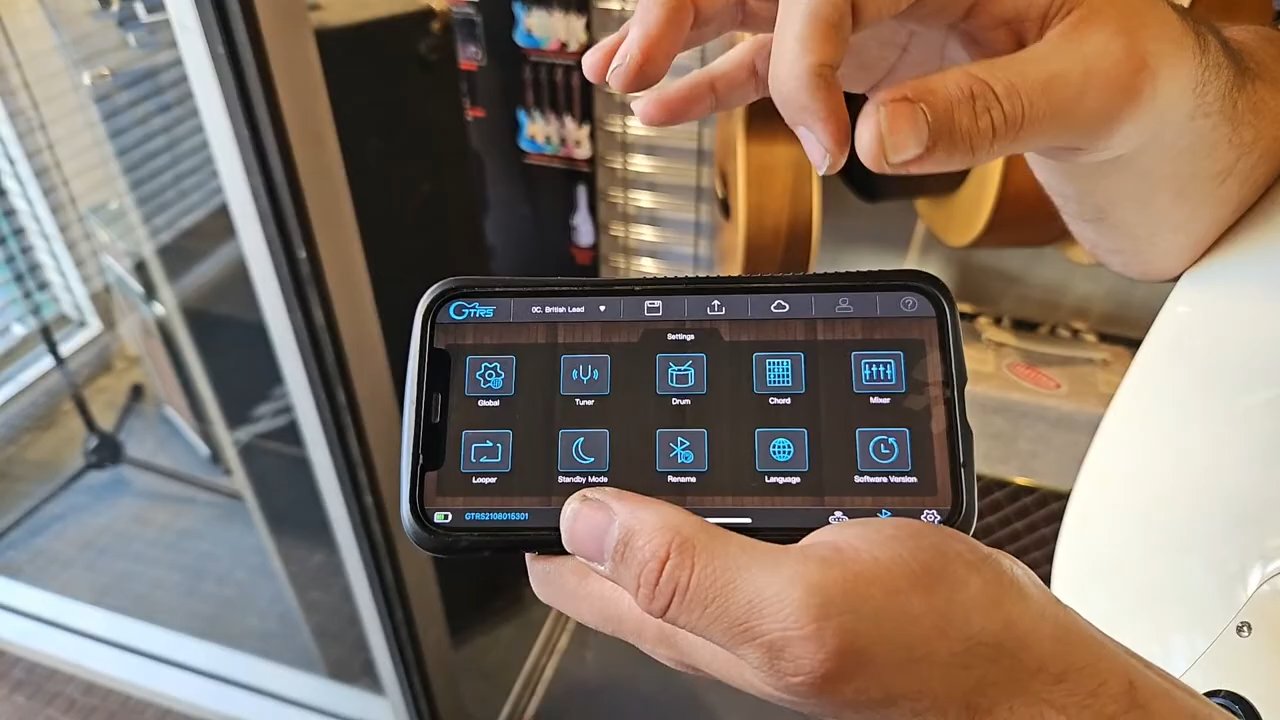 GTRS
0C. British Lead
?
Settings
Global
Tuner
Drum
Chord
Mixer
Looper
Standby Mode
Rename
Language
Software Version
GTRS2108015301